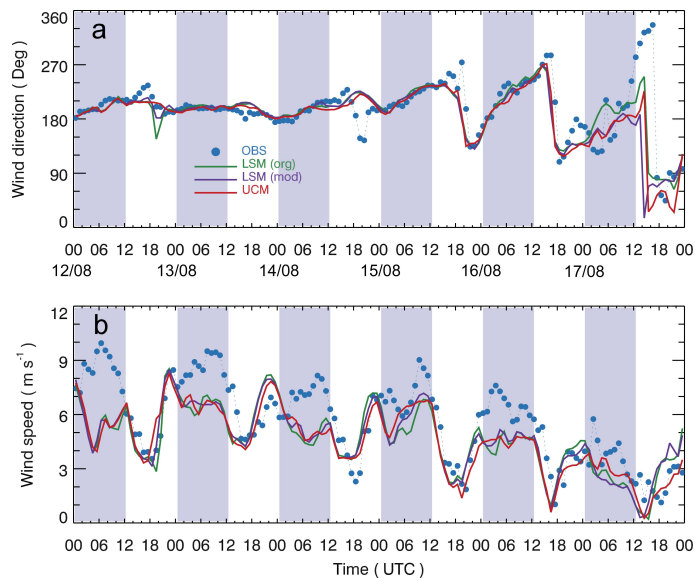 a
Wind direction ( Deg )
360
270
180
90
0
OBS
LSM (org)
LSM (mod)
UCM
00 06 12 18 00 06 12 18 00 06 12 18 00 06 12 18 00 06 12 18 00 06 12 18 00
12/08 13/08 14/08 15/08 16/08 17/08
b
Wind speed ( m s-1 )
12
9
6
3
0
00 06 12 18 00 06 12 18 00 06 12 18 00 06 12 18 00 06 12 18 00 06 12 18 00
Time ( UTC )